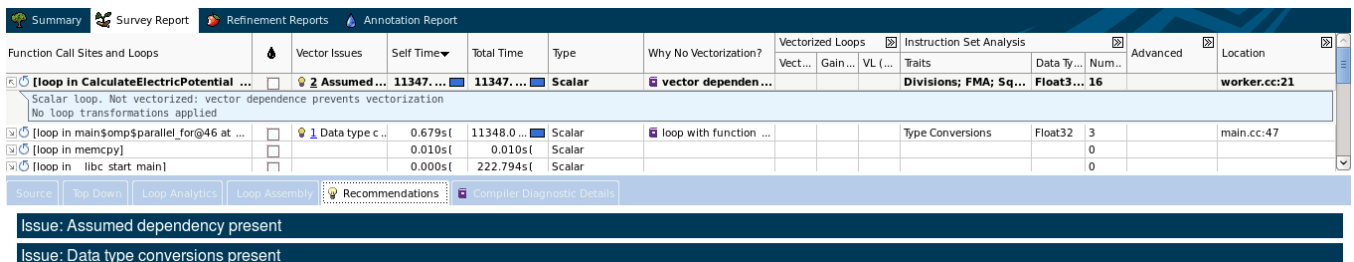 Summary Survey Report Refinement Reports Annotation Report
Function Call Sites and Loops Vector Issues Self Time Total Time Type Why No Vectorization? Vectorized Loops Instruction Set Analysis Advanced Location
Vect... Gain... VL (... Traits Data Ty... Num...
[loop in CalculateElectricPotential ... 2 Assumed ... 11347.... 11347.... Scalar vector dependen... Divisions; FMA; Sq... Float3... 16 worker.cc:21
Scalar loop. Not vectorized: vector dependence prevents vectorization
No loop transformations applied
[loop in main$omp$parallel_for@46 at ... 1 Data type c... 0.679s( 11348.0 ... Scalar loop with function ... Type Conversions Float32 3 main.cc:47
[loop in memcpy] 0.010s( 0.010s( Scalar 0
[loop in __libc_start_main] 0.000s( 222.794s( Scalar 0
Source Top Down Loop Analytics Loop Assembly Recommendations Compiler Diagnostic Details
Issue: Assumed dependency present
Issue: Data type conversions present